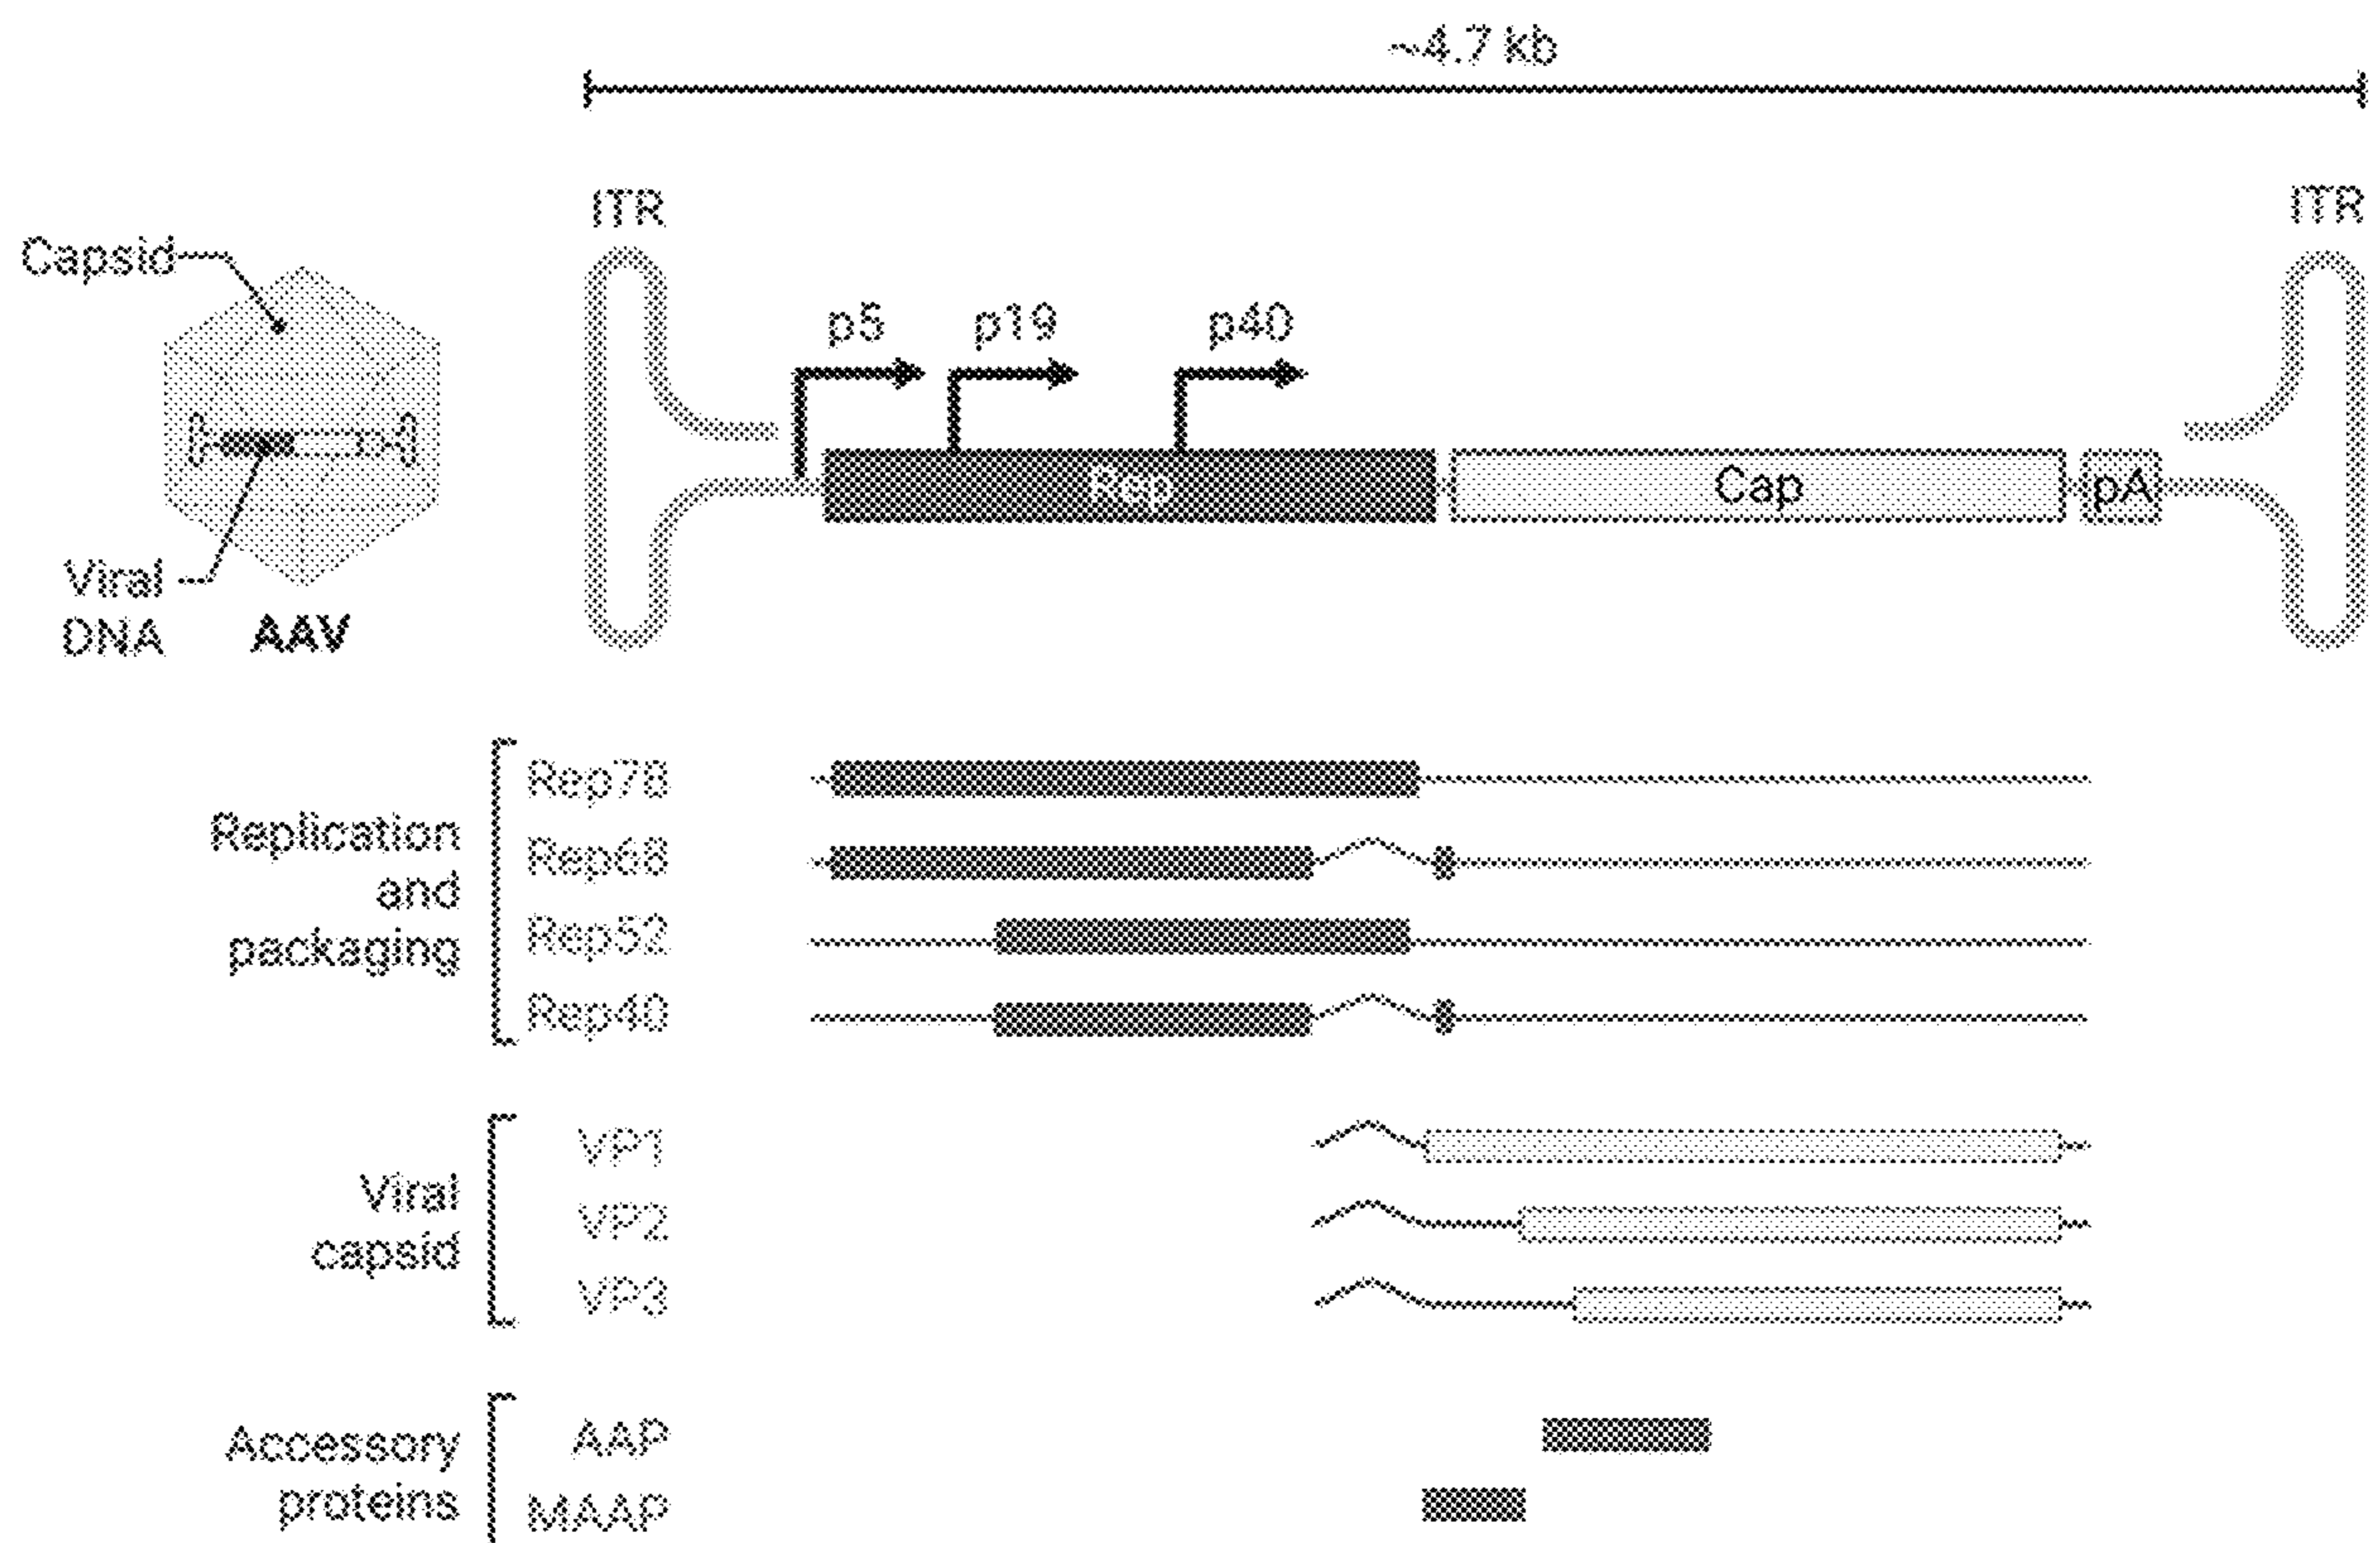 ~4.7 kb
ITR
ITR
Capsid
p5
p19
p40
Rep
Cap
pA
Viral
DNA
AAV
Replication
and
packaging
Rep78
Rep68
Rep52
Rep40
Viral
capsid
VP1
VP2
VP3
Accessory
proteins
AAP
MAAP